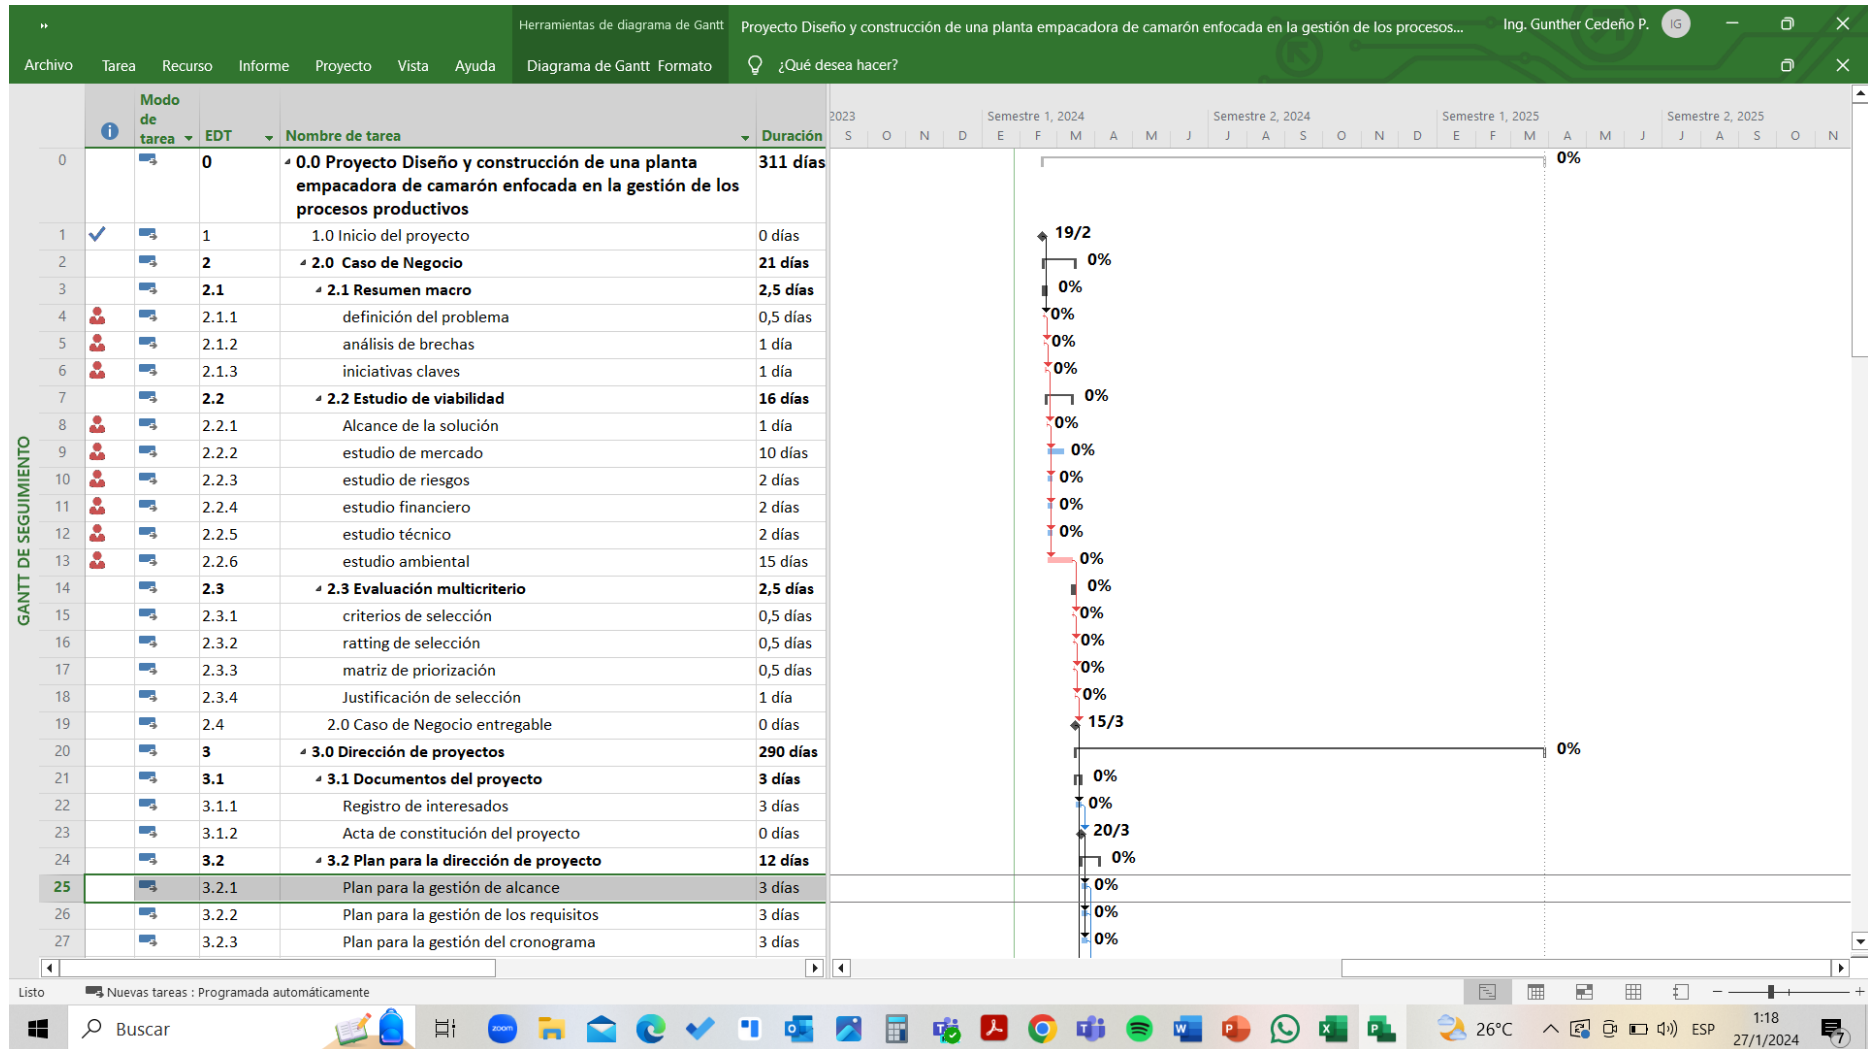 Herramientas de diagrama de Gantt
Proyecto Diseño y construcción de una planta empacadora de camarón enfocada en la gestión de los procesos...
Ing. Gunther Cedeño P.
IG
Archivo Tarea Recurso Informe Proyecto Vista Ayuda Diagrama de Gantt Formato ¿Qué desea hacer?
Modo de tarea EDT Nombre de tarea Duración
2023 Semestre 1, 2024 Semestre 2, 2024 Semestre 1, 2025 Semestre 2, 2025
S O N D E F M A M J J A S O N D E F M A M J J A S O N
0 0 0.0 Proyecto Diseño y construcción de una planta 311 días 0%
empacadora de camarón enfocada en la gestión de los
procesos productivos
1 1 1.0 Inicio del proyecto 0 días 19/2
2 2 2.0 Caso de Negocio 21 días 0%
3 2.1 2.1 Resumen macro 2,5 días 0%
4 2.1.1 definición del problema 0,5 días 0%
5 2.1.2 análisis de brechas 1 día 0%
6 2.1.3 iniciativas claves 1 día 0%
7 2.2 2.2 Estudio de viabilidad 16 días 0%
8 2.2.1 Alcance de la solución 1 día 0%
9 2.2.2 estudio de mercado 10 días 0%
10 2.2.3 estudio de riesgos 2 días 0%
11 2.2.4 estudio financiero 2 días 0%
12 2.2.5 estudio técnico 2 días 0%
13 2.2.6 estudio ambiental 15 días 0%
14 2.3 2.3 Evaluación multicriterio 2,5 días 0%
15 2.3.1 criterios de selección 0,5 días 0%
16 2.3.2 ratting de selección 0,5 días 0%
17 2.3.3 matriz de priorización 0,5 días 0%
18 2.3.4 Justificación de selección 1 día 0%
19 2.4 2.0 Caso de Negocio entregable 0 días 15/3
20 3 3.0 Dirección de proyectos 290 días 0%
21 3.1 3.1 Documentos del proyecto 3 días 0%
22 3.1.1 Registro de interesados 3 días 0%
23 3.1.2 Acta de constitución del proyecto 0 días 20/3
24 3.2 3.2 Plan para la dirección de proyecto 12 días 0%
25 3.2.1 Plan para la gestión de alcance 3 días 0%
26 3.2.2 Plan para la gestión de los requisitos 3 días 0%
27 3.2.3 Plan para la gestión del cronograma 3 días 0%
GANTT DE SEGUIMIENTO
Listo Nuevas tareas : Programada automáticamente
Buscar
zoom
26°C
ESP
1:18
27/1/2024
7